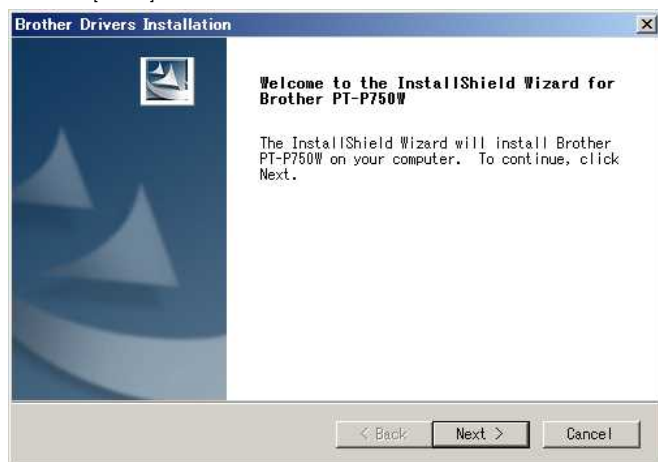 Brother Drivers Installation
Welcome to the InstallShield Wizard for
Brother PT-P750W
The InstallShield Wizard will install Brother
PT-P750W on your computer. To continue, click
Next.
< Back
Next >
Cancel